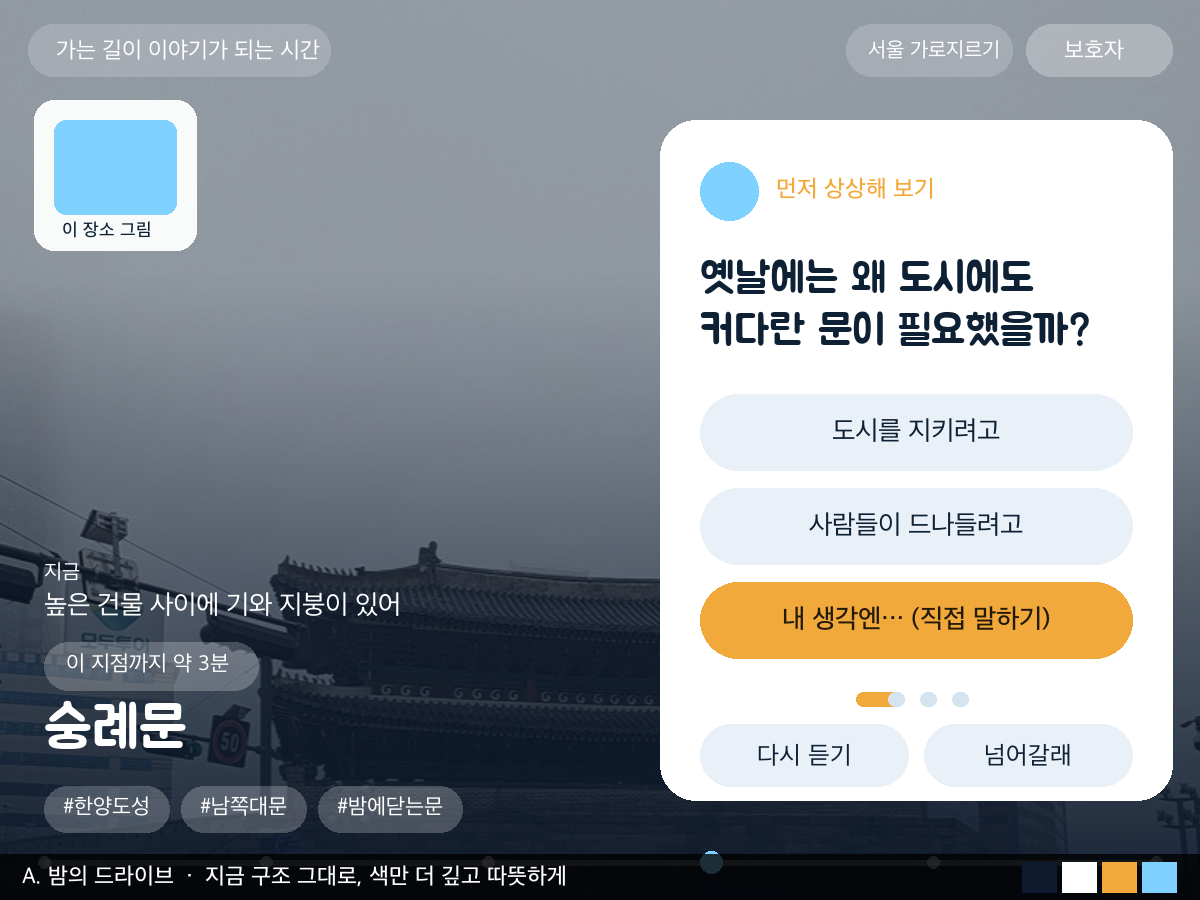 가는 길이 이야기가 되는 시간
서울 가로지르기
보호자
이 장소 그림
먼저 상상해 보기
옛날에는 왜 도시에도
커다란 문이 필요했을까?
도시를 지키려고
사람들이 드나들려고
내 생각엔… (직접 말하기)
다시 듣기
넘어갈래
지금
높은 건물 사이에 기와 지붕이 있어
모두투어
이 지점까지 약 3분
숭례문
50
#한양도성
#남쪽대문
#밤에닫는문
A. 밤의 드라이브 · 지금 구조 그대로, 색만 더 깊고 따뜻하게